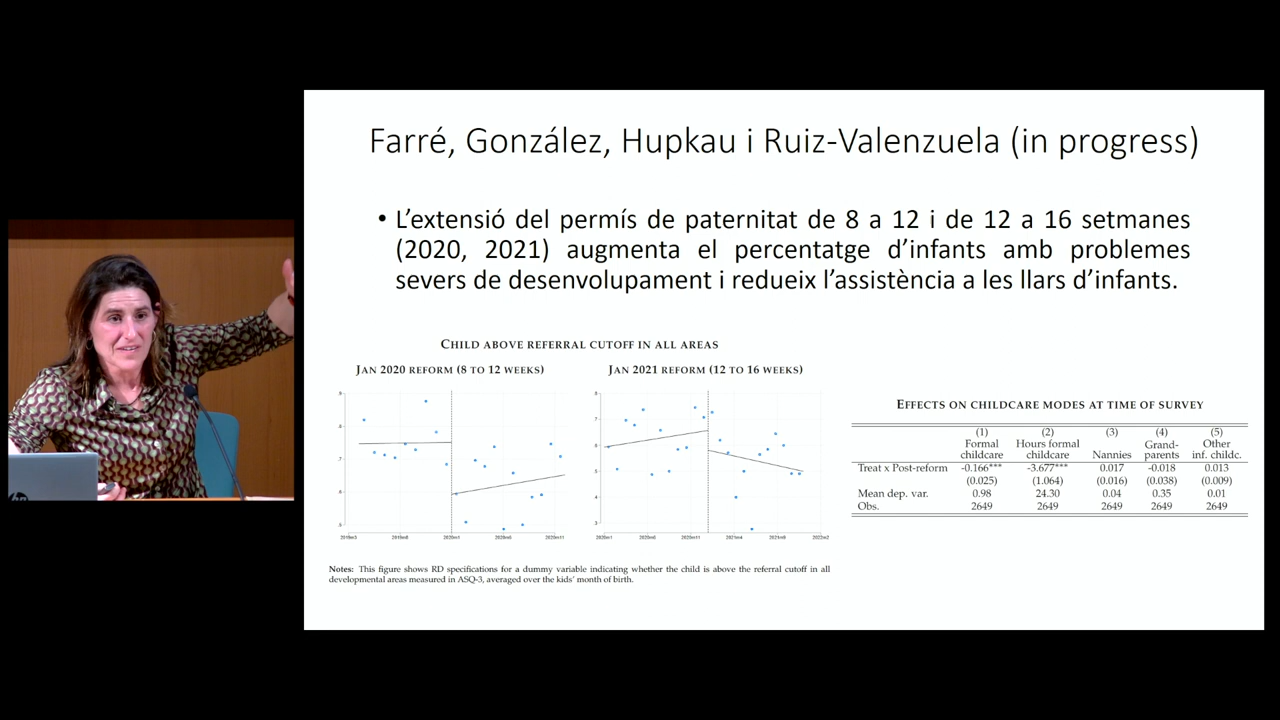 Farré, González, Hupkau i Ruiz-Valenzuela (in progress)
• L'extensió del permís de paternitat de 8 a 12 i de 12 a 16 setmanes
(2020, 2021) augmenta el percentatge d'infants amb problemes
severs de desenvolupament i redueix l'assistència a les llars d'infants.
CHILD ABOVE REFERRAL CUTOFF IN ALL AREAS
JAN 2020 REFORM (8 TO 12 WEEKS)
JAN 2021 REFORM (12 TO 16 WEEKS)
Notes: This figure shows RD specifications for a dummy variable indicating whether the child is above the referral cutoff in all
developmental areas measured in ASQ-3, averaged over the kids' month of birth.
EFFECTS ON CHILDCARE MODES AT TIME OF SURVEY
(1) (2) (3) (4) (5)
Formal Hours formal Grand- Other
childcare childcare Nannies parents inf. childc.
Treat x Post-reform -0.166*** -3.677*** 0.017 -0.018 0.013
(0.025) (1.064) (0.016) (0.038) (0.009)
Mean dep. var. 0.98 24.30 0.04 0.35 0.01
Obs. 2649 2649 2649 2649 2649